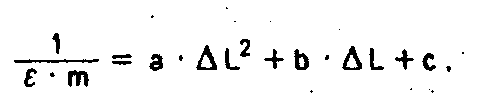 1/(ε · m) = a · ΔL² + b · ΔL + c.